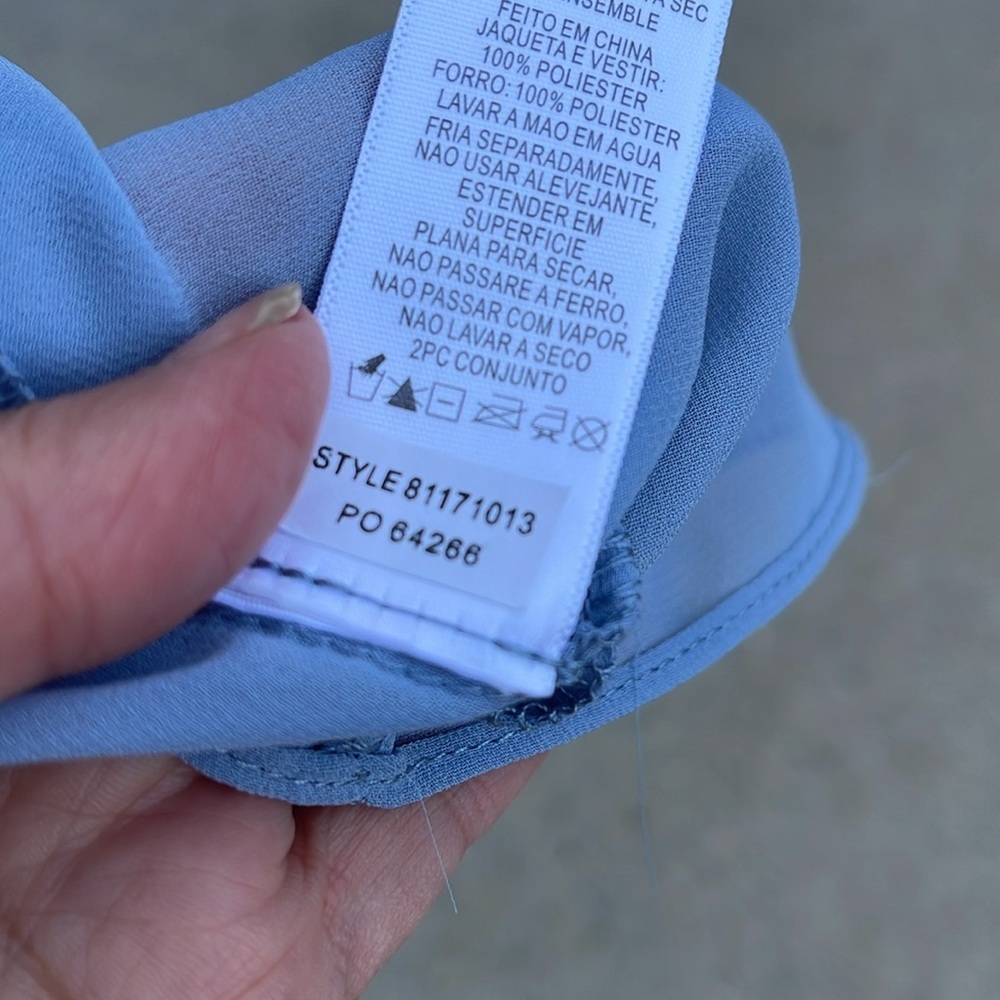 A SEC
ENSEMBLE
FEITO EM CHINA
JAQUETA E VESTIR:
100% POLIESTER
FORRO: 100% POLIESTER
LAVAR A MAO EM AGUA
FRIA SEPARADAMENTE,
NAO USAR ALEVEJANTE,
ESTENDER EM
SUPERFICIE
PLANA PARA SECAR,
NAO PASSARE A FERRO,
NAO PASSAR COM VAPOR,
NAO LAVAR A SECO
2PC CONJUNTO
STYLE 81171013
PO 64266